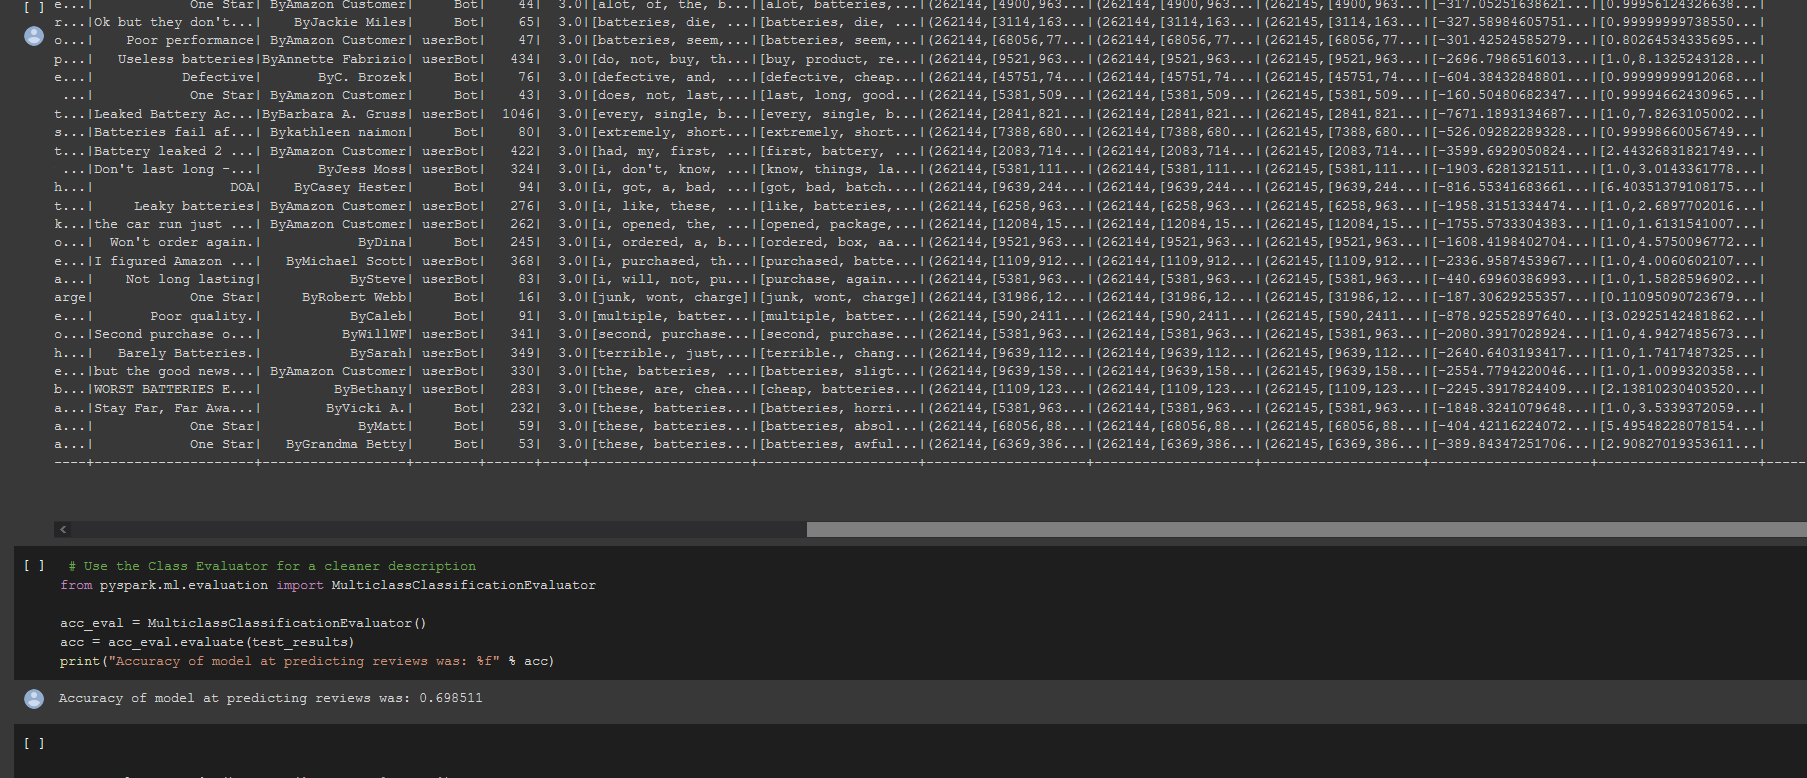 [ ] e...| One Star| ByAmazon Customer| Bot| 44| 3.0|[alot, of, the, b...|[alot, batteries,...|(262144,[4900,963...|(262144,[4900,963...|(262145,[4900,963...|[-317.05251638621...|[0.99956124326638...|
r...|Ok but they don't...| ByJackie Miles| Bot| 65| 3.0|[batteries, die, ...|[batteries, die, ...|(262144,[3114,163...|(262144,[3114,163...|(262145,[3114,163...|[-327.58984605751...|[0.99999999738550...|
o...| Poor performance| ByAmazon Customer| userBot| 47| 3.0|[batteries, seem,...|[batteries, seem,...|(262144,[68056,77...|(262144,[68056,77...|(262145,[68056,77...|[-301.42524585279...|[0.80264534335695...|
p...| Useless batteries|ByAnnette Fabrizio| userBot| 434| 3.0|[do, not, buy, th...|[buy, product, re...|(262144,[9521,963...|(262144,[9521,963...|(262145,[9521,963...|[-2696.7986516013...|[1.0,8.1325243128...|
e...| Defective| ByC. Brozek| Bot| 76| 3.0|[defective, and, ...|[defective, cheap...|(262144,[45751,74...|(262144,[45751,74...|(262145,[45751,74...|[-604.38432848801...|[0.99999999912068...|
...| One Star| ByAmazon Customer| Bot| 43| 3.0|[does, not, last,...|[last, long, good...|(262144,[5381,509...|(262144,[5381,509...|(262145,[5381,509...|[-160.50480682347...|[0.99994662430965...|
t...|Leaked Battery Ac...|ByBarbara A. Gruss| userBot| 1046| 3.0|[every, single, b...|[every, single, b...|(262144,[2841,821...|(262144,[2841,821...|(262145,[2841,821...|[-7671.1893134687...|[1.0,7.8263105002...|
s...|Batteries fail af...| Bykathleen naimon| Bot| 80| 3.0|[extremely, short...|[extremely, short...|(262144,[7388,680...|(262144,[7388,680...|(262145,[7388,680...|[-526.09282289328...|[0.99998660056749...|
t...|Battery leaked 2 ...| ByAmazon Customer| userBot| 422| 3.0|[had, my, first, ...|[first, battery, ...|(262144,[2083,714...|(262144,[2083,714...|(262145,[2083,714...|[-3599.6929050824...|[2.44326831821749...|
...|Don't last long -...| ByJess Moss| userBot| 324| 3.0|[i, don't, know, ...|[know, things, la...|(262144,[5381,111...|(262144,[5381,111...|(262145,[5381,111...|[-1903.6281321511...|[1.0,3.0143361778...|
h...| DOA| ByCasey Hester| Bot| 94| 3.0|[i, got, a, bad, ...|[got, bad, batch....|(262144,[9639,244...|(262144,[9639,244...|(262145,[9639,244...|[-816.55341683661...|[6.40351379108175...|
t...| Leaky batteries| ByAmazon Customer| userBot| 276| 3.0|[i, like, these, ...|[like, batteries,...|(262144,[6258,963...|(262144,[6258,963...|(262145,[6258,963...|[-1958.3151334474...|[1.0,2.6897702016...|
k...|the car run just ...| ByAmazon Customer| userBot| 262| 3.0|[i, opened, the, ...|[opened, package,...|(262144,[12084,15...|(262144,[12084,15...|(262145,[12084,15...|[-1755.5733304383...|[1.0,1.6131541007...|
o...| Won't order again.| ByDina| Bot| 245| 3.0|[i, ordered, a, b...|[ordered, box, aa...|(262144,[9521,963...|(262144,[9521,963...|(262145,[9521,963...|[-1608.4198402704...|[1.0,4.5750096772...|
e...|I figured Amazon ...| ByMichael Scott| userBot| 368| 3.0|[i, purchased, th...|[purchased, batte...|(262144,[1109,912...|(262144,[1109,912...|(262145,[1109,912...|[-2336.9587453967...|[1.0,4.0060602107...|
a...| Not long lasting| BySteve| userBot| 83| 3.0|[i, will, not, pu...|[purchase, again....|(262144,[5381,963...|(262144,[5381,963...|(262145,[5381,963...|[-440.69960386993...|[1.0,1.5828596902...|
arge| One Star| ByRobert Webb| Bot| 16| 3.0|[junk, wont, charge]|[junk, wont, charge]|(262144,[31986,12...|(262144,[31986,12...|(262145,[31986,12...|[-187.30629255357...|[0.11095090723679...|
e...| Poor quality.| ByCaleb| Bot| 91| 3.0|[multiple, batter...|[multiple, batter...|(262144,[590,2411...|(262144,[590,2411...|(262145,[590,2411...|[-878.92552897640...|[3.02925142481862...|
o...|Second purchase o...| ByWillWF| userBot| 341| 3.0|[second, purchase...|[second, purchase...|(262144,[5381,963...|(262144,[5381,963...|(262145,[5381,963...|[-2080.3917028924...|[1.0,4.9427485673...|
h...| Barely Batteries.| BySarah| userBot| 349| 3.0|[terrible., just,...|[terrible., chang...|(262144,[9639,112...|(262144,[9639,112...|(262145,[9639,112...|[-2640.6403193417...|[1.0,1.7417487325...|
e...|but the good news...| ByAmazon Customer| userBot| 330| 3.0|[the, batteries, ...|[batteries, sligt...|(262144,[9639,158...|(262144,[9639,158...|(262145,[9639,158...|[-2554.7794220046...|[1.0,1.0099320358...|
b...|WORST BATTERIES E...| ByBethany| userBot| 283| 3.0|[these, are, chea...|[cheap, batteries...|(262144,[1109,123...|(262144,[1109,123...|(262145,[1109,123...|[-2245.3917824409...|[2.13810230403520...|
a...|Stay Far, Far Awa...| ByVicki A.| Bot| 232| 3.0|[these, batteries...|[batteries, horri...|(262144,[5381,963...|(262144,[5381,963...|(262145,[5381,963...|[-1848.3241079648...|[1.0,3.5339372059...|
a...| One Star| ByMatt| Bot| 59| 3.0|[these, batteries...|[batteries, absol...|(262144,[68056,88...|(262144,[68056,88...|(262145,[68056,88...|[-404.42116224072...|[5.49548228078154...|
a...| One Star| ByGrandma Betty| Bot| 53| 3.0|[these, batteries...|[batteries, awful...|(262144,[6369,386...|(262144,[6369,386...|(262145,[6369,386...|[-389.84347251706...|[2.90827019353611...|
----+--------------------+------------------+--------+------+-----+--------------------+--------------------+--------------------+--------------------+--------------------+--------------------+--------------------+-----
[ ] # Use the Class Evaluator for a cleaner description
from pyspark.ml.evaluation import MulticlassClassificationEvaluator
acc_eval = MulticlassClassificationEvaluator()
acc = acc_eval.evaluate(test_results)
print("Accuracy of model at predicting reviews was: %f" % acc)
Accuracy of model at predicting reviews was: 0.698511
[ ]